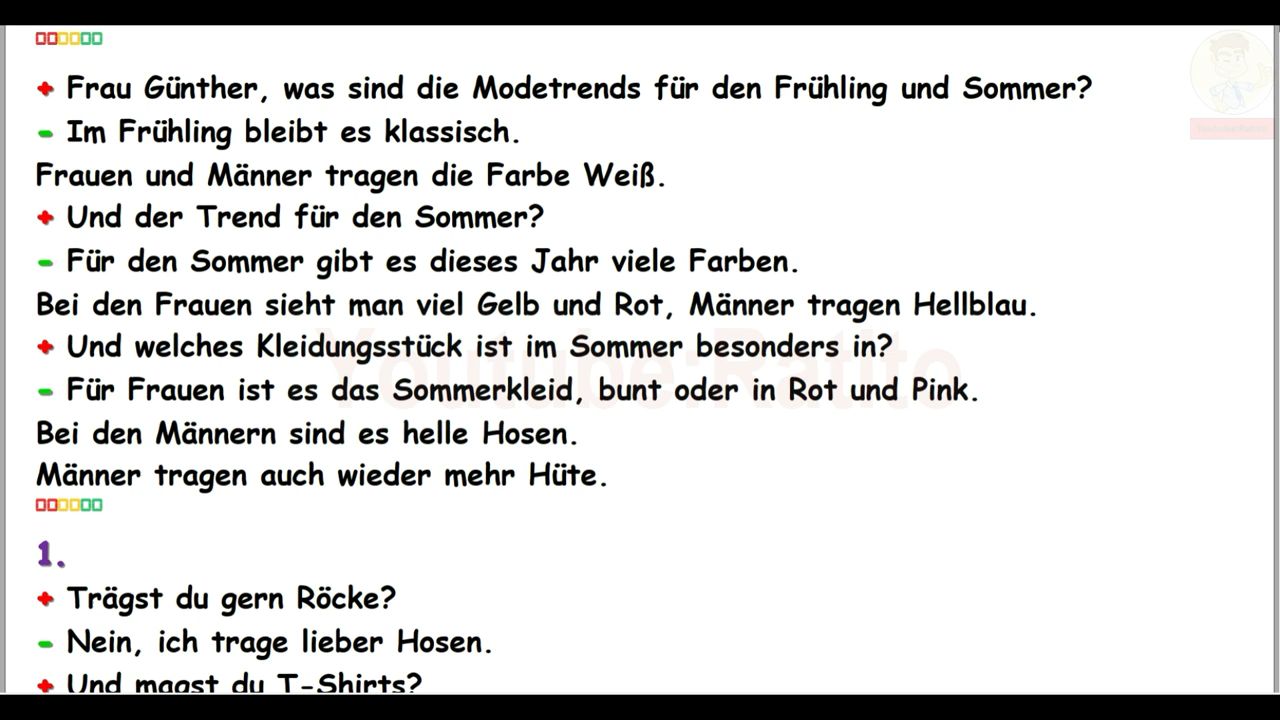 + Frau Günther, was sind die Modetrends für den Frühling und Sommer?
- Im Frühling bleibt es klassisch.
Frauen und Männer tragen die Farbe Weiß.
+ Und der Trend für den Sommer?
- Für den Sommer gibt es dieses Jahr viele Farben.
Bei den Frauen sieht man viel Gelb und Rot, Männer tragen Hellblau.
+ Und welches Kleidungsstück ist im Sommer besonders in?
- Für Frauen ist es das Sommerkleid, bunt oder in Rot und Pink.
Bei den Männern sind es helle Hosen.
Männer tragen auch wieder mehr Hüte.
1.
+ Trägst du gern Röcke?
- Nein, ich trage lieber Hosen.
+ Und magst du T-Shirts?
Youtube:Ratito